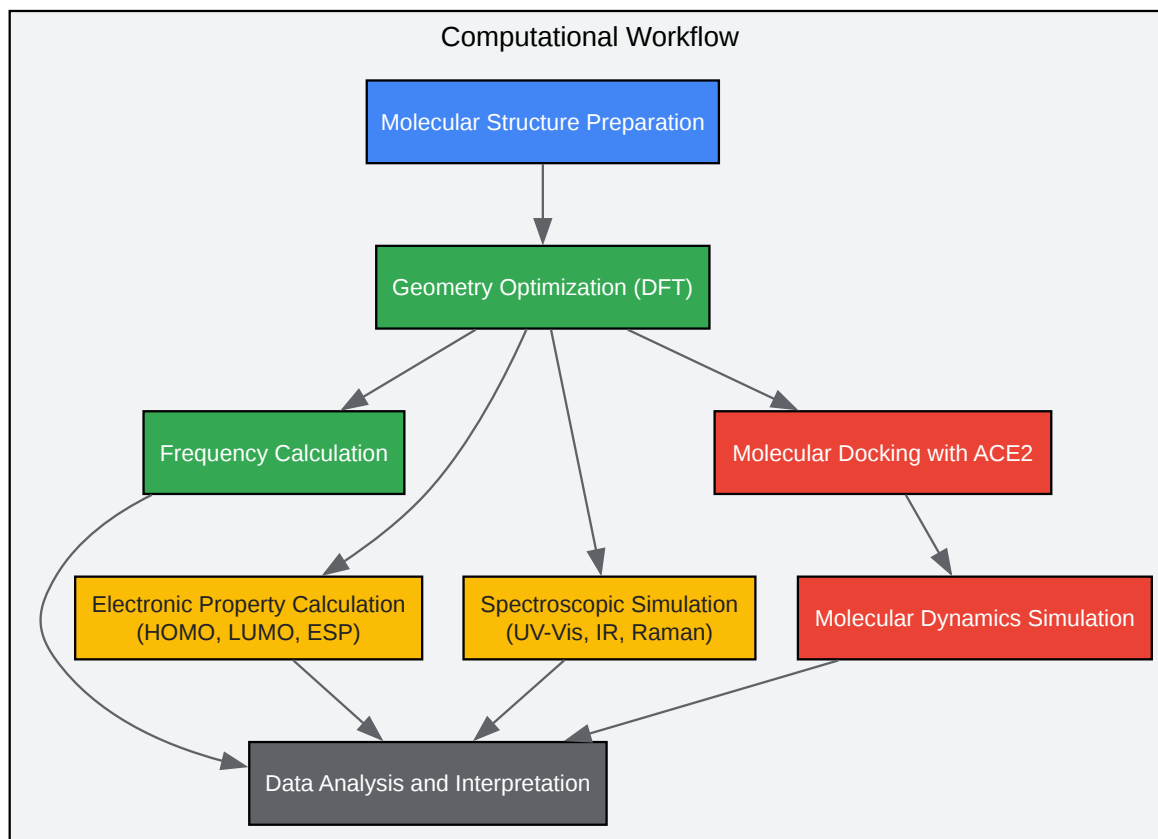 Computational Workflow
Molecular Structure Preparation
Geometry Optimization (DFT)
Frequency Calculation
Molecular Docking with ACE2
Electronic Property Calculation
(HOMO, LUMO, ESP)
Spectroscopic Simulation
(UV-Vis, IR, Raman)
Molecular Dynamics Simulation
Data Analysis and Interpretation